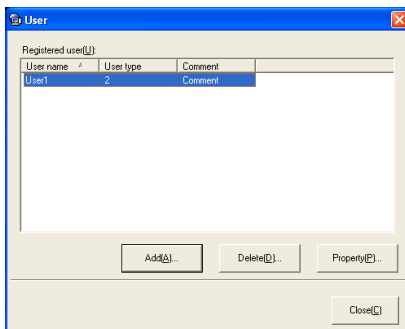 User
Registered user(U):
User name User type Comment
User1 2 Comment
Add(A)... Delete(D)... Property(P)...
Close(C)